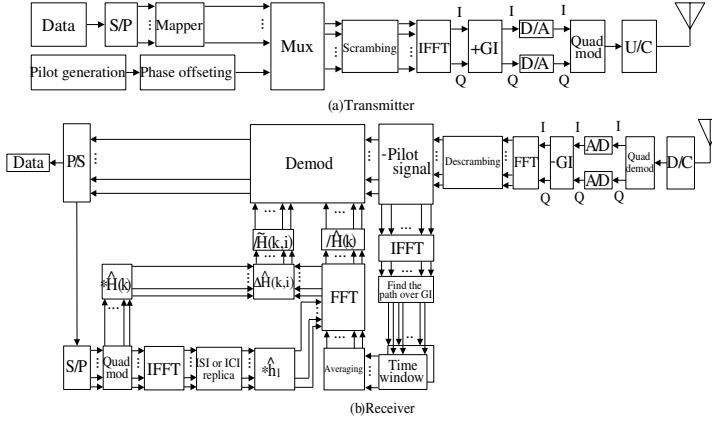 Data
S/P
Mapper
Pilot generation
Phase offseting
Mux
Scrambing
IFFT
I
Q
+GI
I
Q
D/A
D/A
I
Q
Quad
mod
U/C
(a)Transmitter
Data
P/S
Demod
-Pilot
signal
Descrambing
FFT
I
Q
-GI
I
Q
A/D
A/D
I
Q
Quad
demod
D/C
/H̃(k,i)
/Ĥ(k)
IFFT
*Ĥ(k)
ΔĤ(k,i)
FFT
Find the
path over GI
S/P
Quad
mod
IFFT
ISI or ICI
replica
*ĥl
Averaging
Time
window
(b)Receiver